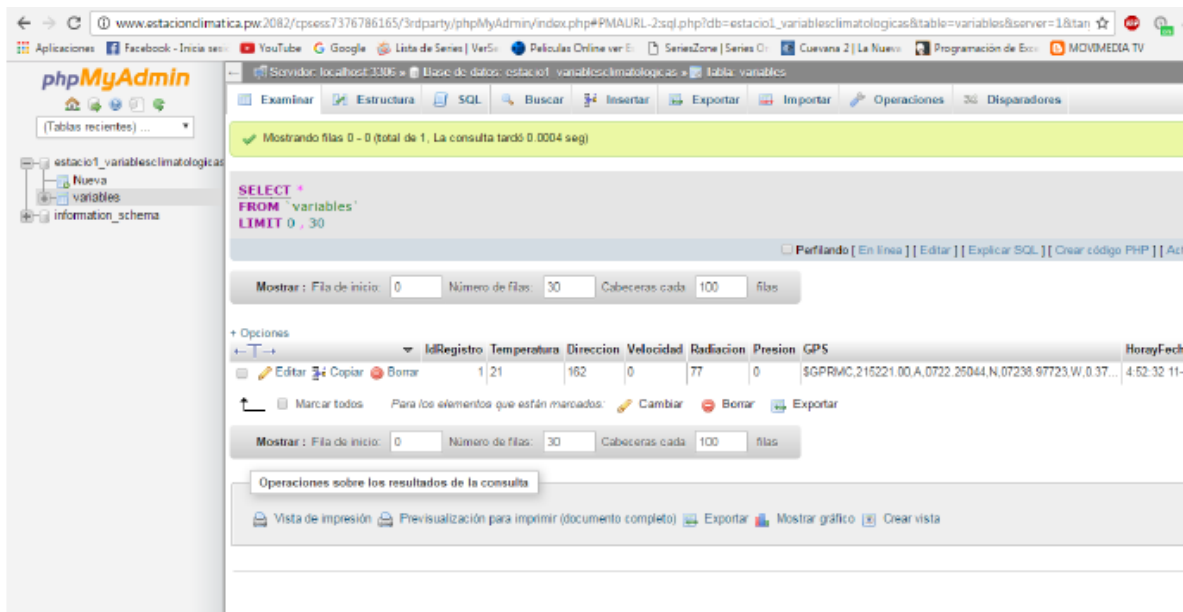 www.estacionclimatica.pw:2082/cpsess7376786165/3rdparty/phpMyAdmin/index.php#PMAURL-2:sql.php?db=estacio1_variablesclimatologicas&table=variables&server=1&tar
Aplicaciones Facebook - Inicia sesi YouTube Google Lista de Series | VerS Peliculas Online ver E SeriesZone | Series O Cuevana 2 | La Nueva Programación de Exc MOVIMEDIA TV
phpMyAdmin
(Tablas recientes) ...
estacio1_variablesclimatologicas
Nueva
variables
information_schema
Servidor: localhost:3306 » Base de datos: estacio1_variablesclimatologicas » Tabla: variables
Examinar Estructura SQL Buscar Insertar Exportar Importar Operaciones Disparadores
Mostrando filas 0 - 0 (total de 1, La consulta tardó 0.0004 seg)
SELECT *
FROM `variables`
LIMIT 0 , 30
Perfilando [ En línea ] [ Editar ] [ Explicar SQL ] [ Crear código PHP ] [ Act
Mostrar : Fila de inicio: 0 Número de filas: 30 Cabeceras cada 100 filas
+ Opciones
←T→ IdRegistro Temperatura Direccion Velocidad Radiacion Presion GPS HorayFech
Editar Copiar Borrar 1 21 162 0 77 0 $GPRMC,215221.00,A,0722.25044,N,07238.97723,W,0.37... 4:52:32 11-
Marcar todos Para los elementos que están marcados: Cambiar Borrar Exportar
Mostrar : Fila de inicio: 0 Número de filas: 30 Cabeceras cada 100 filas
Operaciones sobre los resultados de la consulta
Vista de impresión Previsualización para imprimir (documento completo) Exportar Mostrar gráfico Crear vista